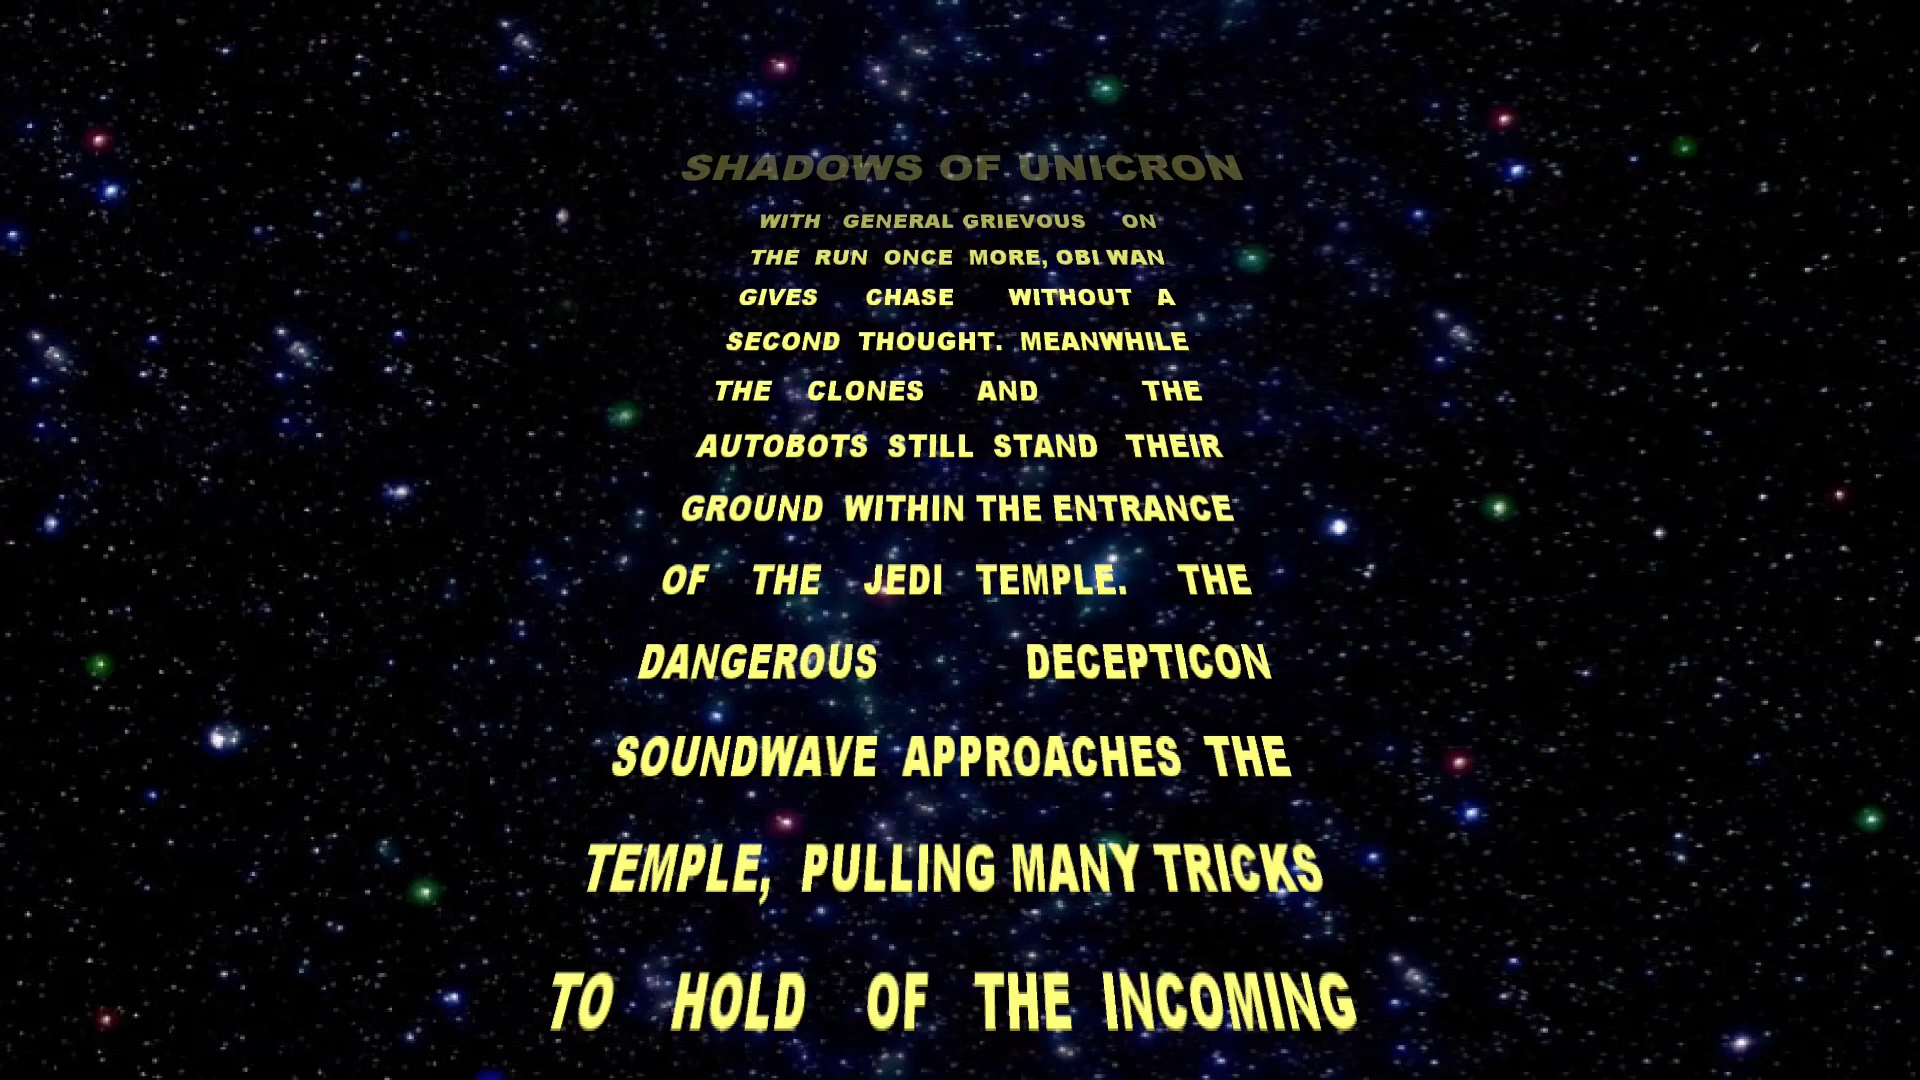 SHADOWS OF UNICRON
WITH GENERAL GRIEVOUS ON
THE RUN ONCE MORE, OBI WAN
GIVES CHASE WITHOUT A
SECOND THOUGHT. MEANWHILE
THE CLONES AND THE
AUTOBOTS STILL STAND THEIR
GROUND WITHIN THE ENTRANCE
OF THE JEDI TEMPLE. THE
DANGEROUS DECEPTICON
SOUNDWAVE APPROACHES THE
TEMPLE, PULLING MANY TRICKS
TO HOLD OF THE INCOMING